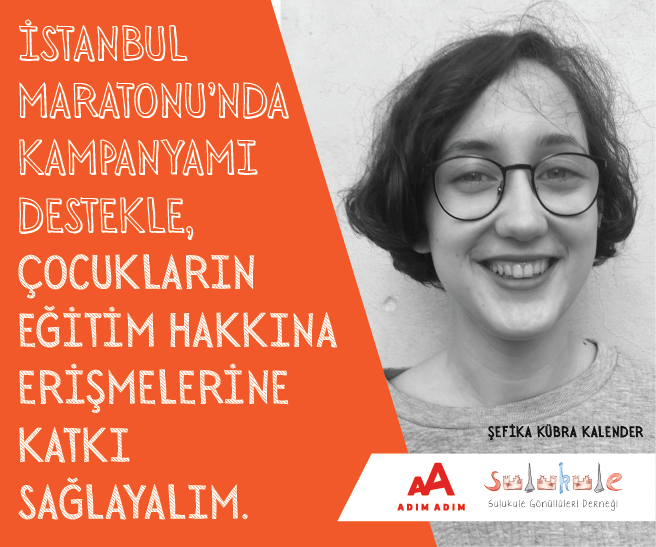 İSTANBUL
MARATONU'NDA
KAMPANYAMI
DESTEKLE,
ÇOCUKLARIN
EĞİTİM HAKKINA
ERİŞMELERİNE
KATKI
SAĞLAYALIM.
ŞEFİKA KÜBRA KALENDER
AA
ADIM ADIM
sulukule
Sulukule Gönüllüleri Derneği